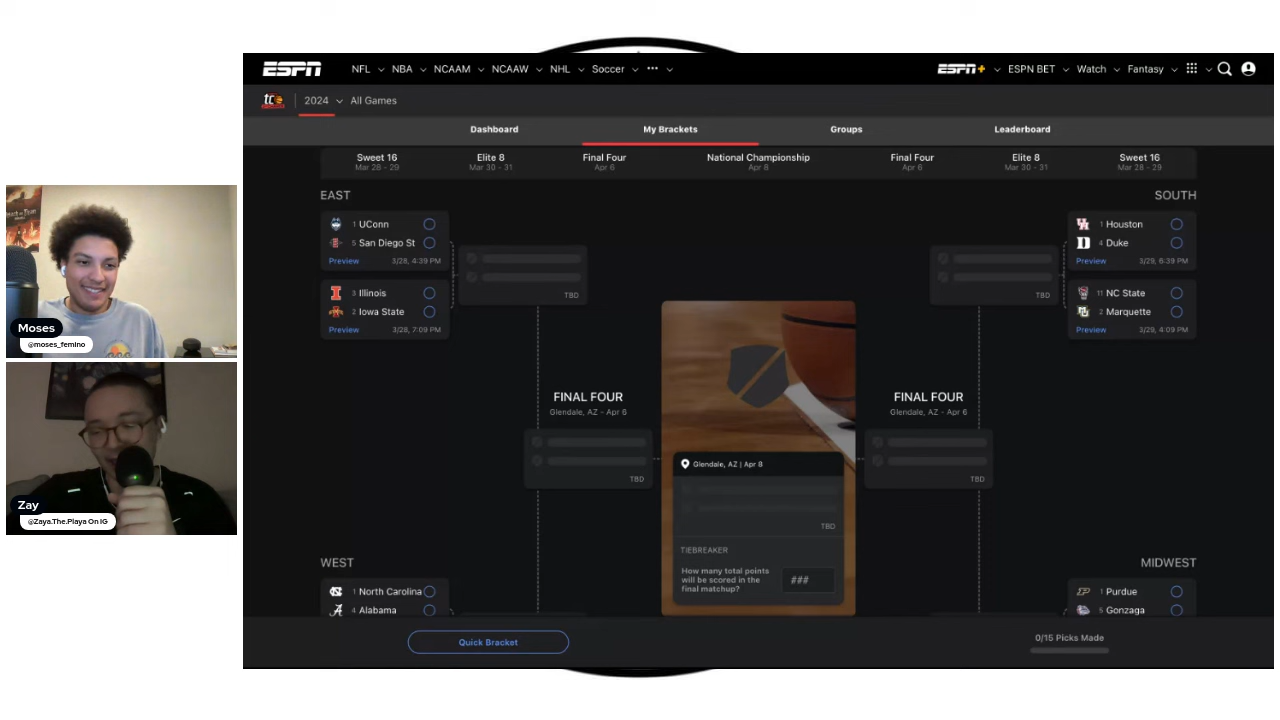 ESPN NFL NBA NCAAM NCAAW NHL Soccer ••• ESPN+ ESPN BET Watch Fantasy
tc 2024 All Games
Dashboard My Brackets Groups Leaderboard
Sweet 16 Elite 8 Final Four National Championship Final Four Elite 8 Sweet 16
Mar 28 - 29 Mar 30 - 31 Apr 6 Apr 8 Apr 6 Mar 30 - 31 Mar 28 - 29
EAST
1 UConn
5 San Diego St
Preview 3/28, 4:39 PM
TBD
3 Illinois
2 Iowa State
Preview 3/28, 7:09 PM
SOUTH
1 Houston
4 Duke
Preview 3/29, 6:39 PM
TBD
11 NC State
2 Marquette
Preview 3/29, 4:09 PM
FINAL FOUR
Glendale, AZ - Apr 6
TBD
FINAL FOUR
Glendale, AZ - Apr 6
TBD
Glendale, AZ | Apr 8
TBD
TIEBREAKER
How many total points
will be scored in the
final matchup?
###
WEST
1 North Carolina
4 Alabama
MIDWEST
1 Purdue
5 Gonzaga
Quick Bracket
0/15 Picks Made
Moses
@moses_femino
Zay
@Zaya.The.Playa On IG